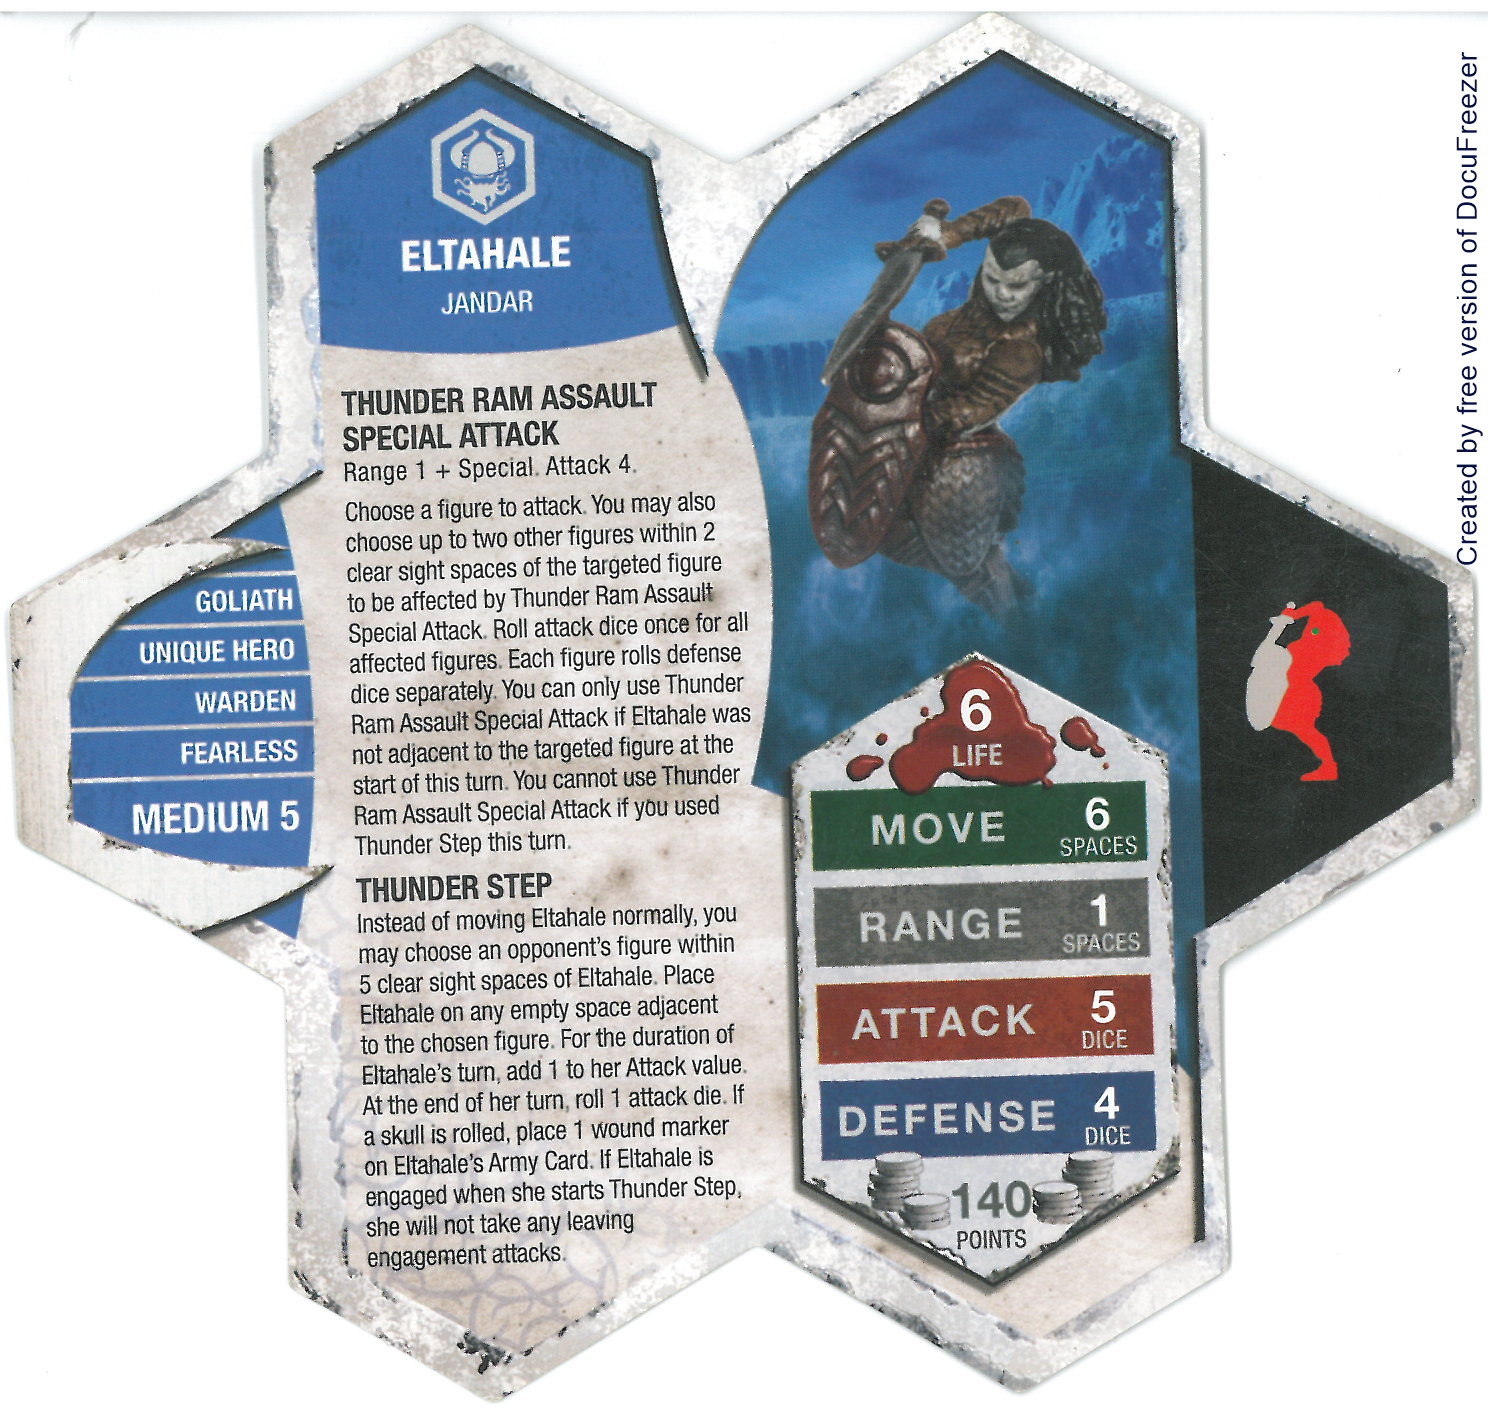 ELTAHALE
JANDAR
THUNDER RAM ASSAULT
SPECIAL ATTACK
Range 1 + Special. Attack 4.
Choose a figure to attack. You may also
choose up to two other figures within 2
clear sight spaces of the targeted figure
to be affected by Thunder Ram Assault
Special Attack. Roll attack dice once for all
affected figures. Each figure rolls defense
dice separately. You can only use Thunder
Ram Assault Special Attack if Eltahale was
not adjacent to the targeted figure at the
start of this turn. You cannot use Thunder
Ram Assault Special Attack if you used
Thunder Step this turn.
THUNDER STEP
Instead of moving Eltahale normally, you
may choose an opponent's figure within
5 clear sight spaces of Eltahale. Place
Eltahale on any empty space adjacent
to the chosen figure. For the duration of
Eltahale's turn, add 1 to her Attack value.
At the end of her turn, roll 1 attack die. If
a skull is rolled, place 1 wound marker
on Eltahale's Army Card. If Eltahale is
engaged when she starts Thunder Step,
she will not take any leaving
engagement attacks.
GOLIATH
UNIQUE HERO
WARDEN
FEARLESS
MEDIUM 5
6
LIFE
MOVE 6
SPACES
RANGE 1
SPACES
ATTACK 5
DICE
DEFENSE 4
DICE
140
POINTS
Created by free version of DocuFreezer